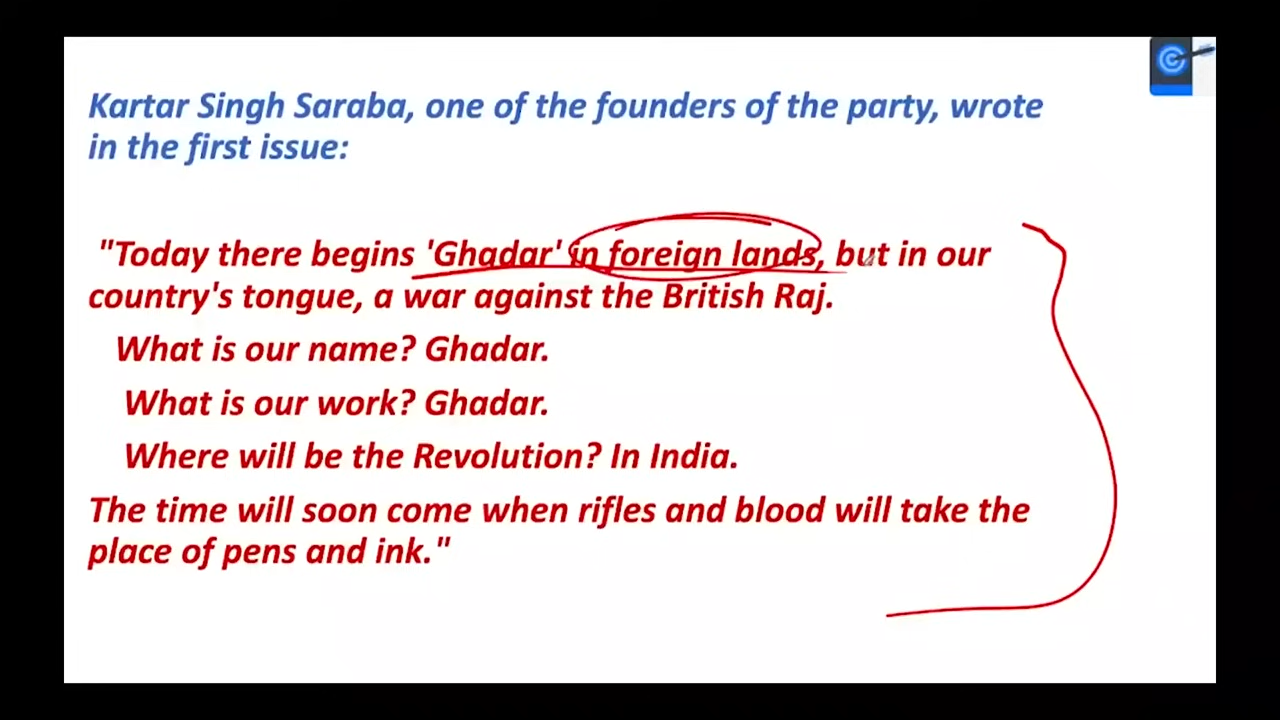 Kartar Singh Saraba, one of the founders of the party, wrote
in the first issue:
"Today there begins 'Ghadar' in foreign lands, but in our
country's tongue, a war against the British Raj.
What is our name? Ghadar.
What is our work? Ghadar.
Where will be the Revolution? In India.
The time will soon come when rifles and blood will take the
place of pens and ink."